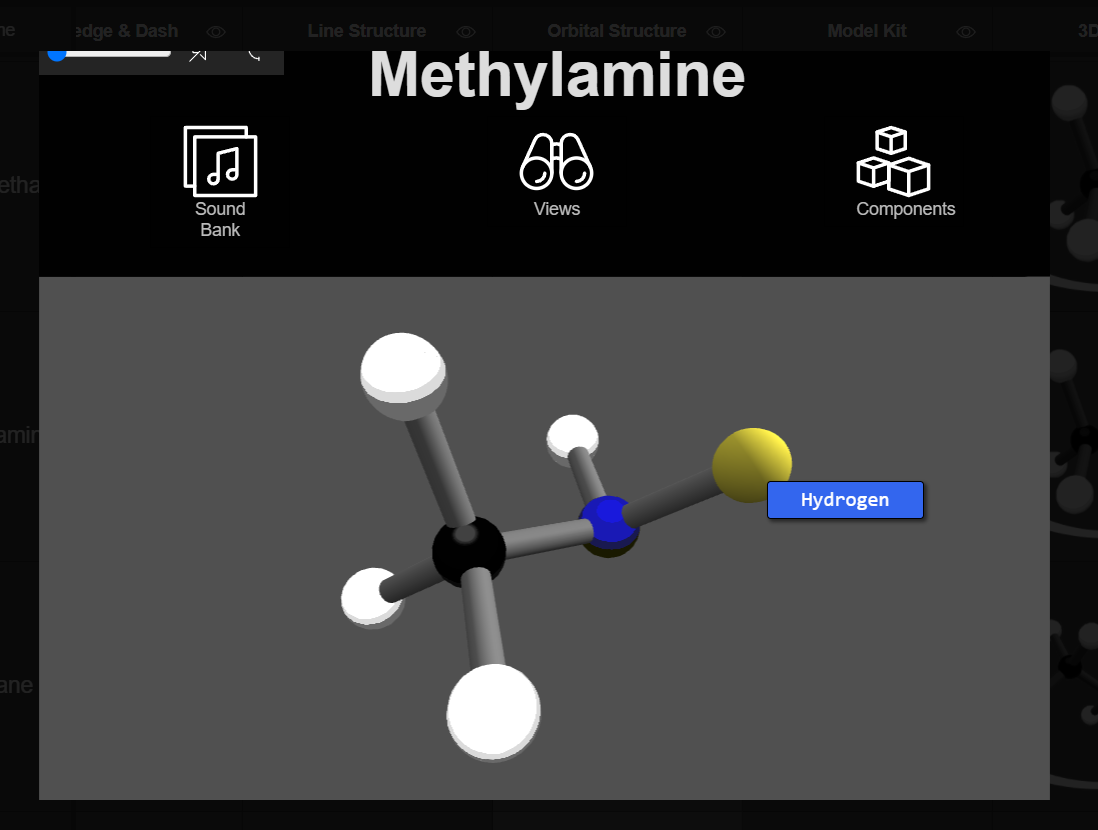 ne
edge & Dash
Line Structure
Orbital Structure
Model Kit
3D
Methylamine
Sound
Bank
Views
Components
etha
amin
ane
Hydrogen